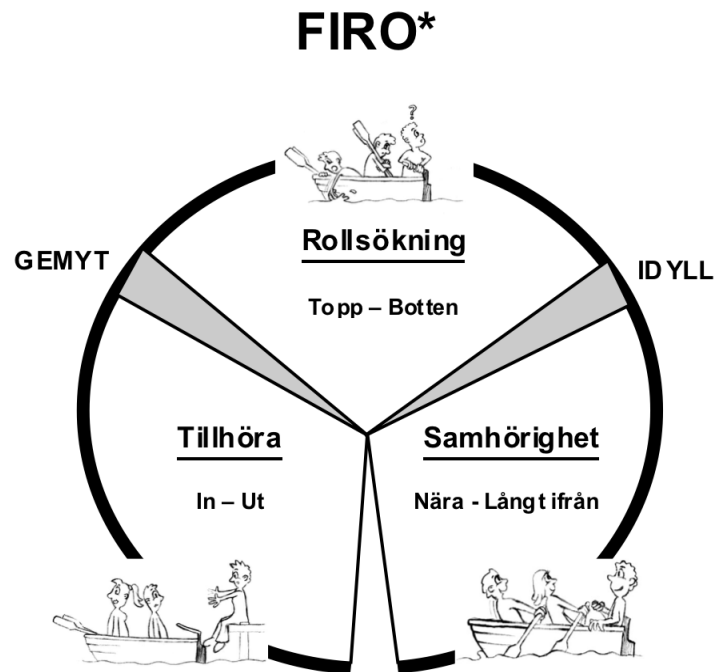 FIRO*
?
Rollsökning
GEMYT
IDYLL
Topp – Botten
Tillhöra
Samhörighet
In – Ut
Nära - Långt ifrån